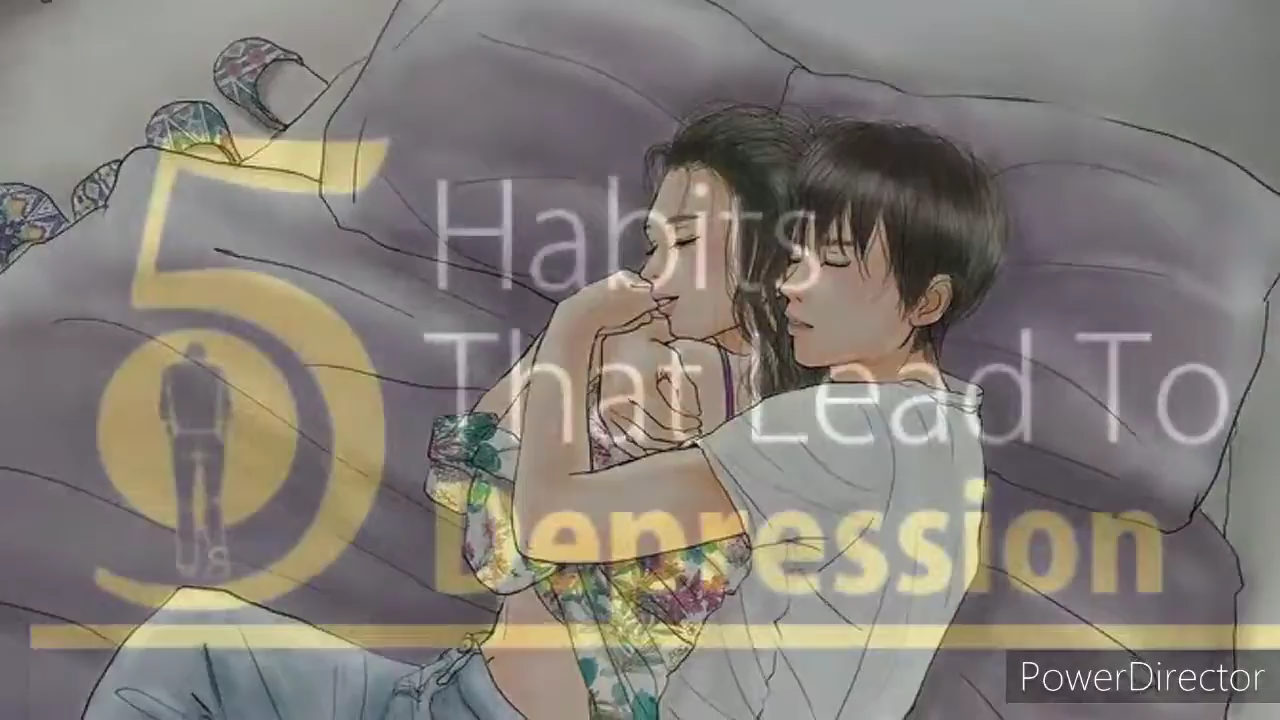 5 Habits
That Lead To
Depression
PowerDirector